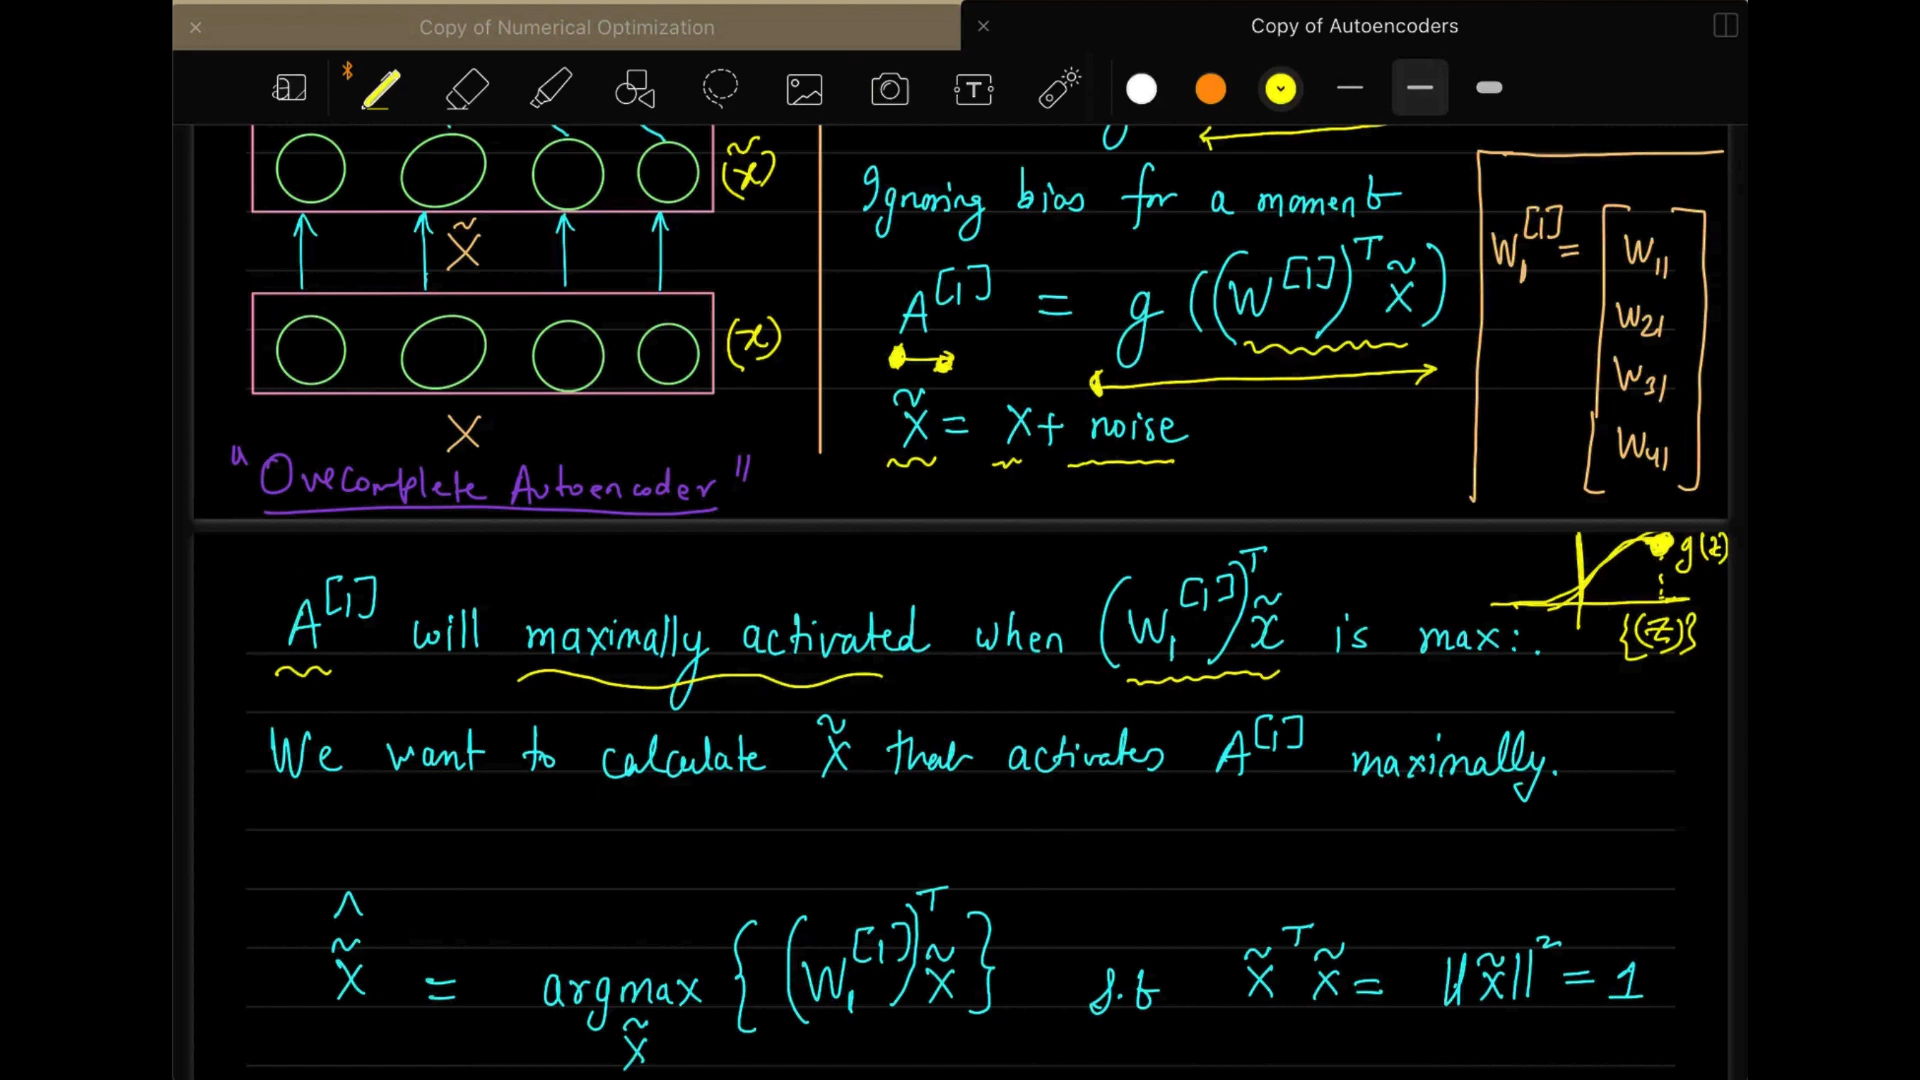 Copy of Numerical Optimization
Copy of Autoencoders
T
(x̃)
X̃
(x)
X
"Ovecomplete Autoencoder"
Ignoring bias for a moment
A^[1] = g((W^[1])^T X̃)
X̃ = X + noise
W₁^[1] =
W₁₁
W₂₁
W₃₁
W₄₁
g(z)
{(Z)}
A^[1] will maximally activated when (W₁^[1])^T x̃ is max:.
We want to calculate X̃ that activates A^[1] maximally.
X̃̂ = argmax_X̃ {(W₁^[1])^T X̃} s.t X̃^T X̃ = ||x̃||² = 1